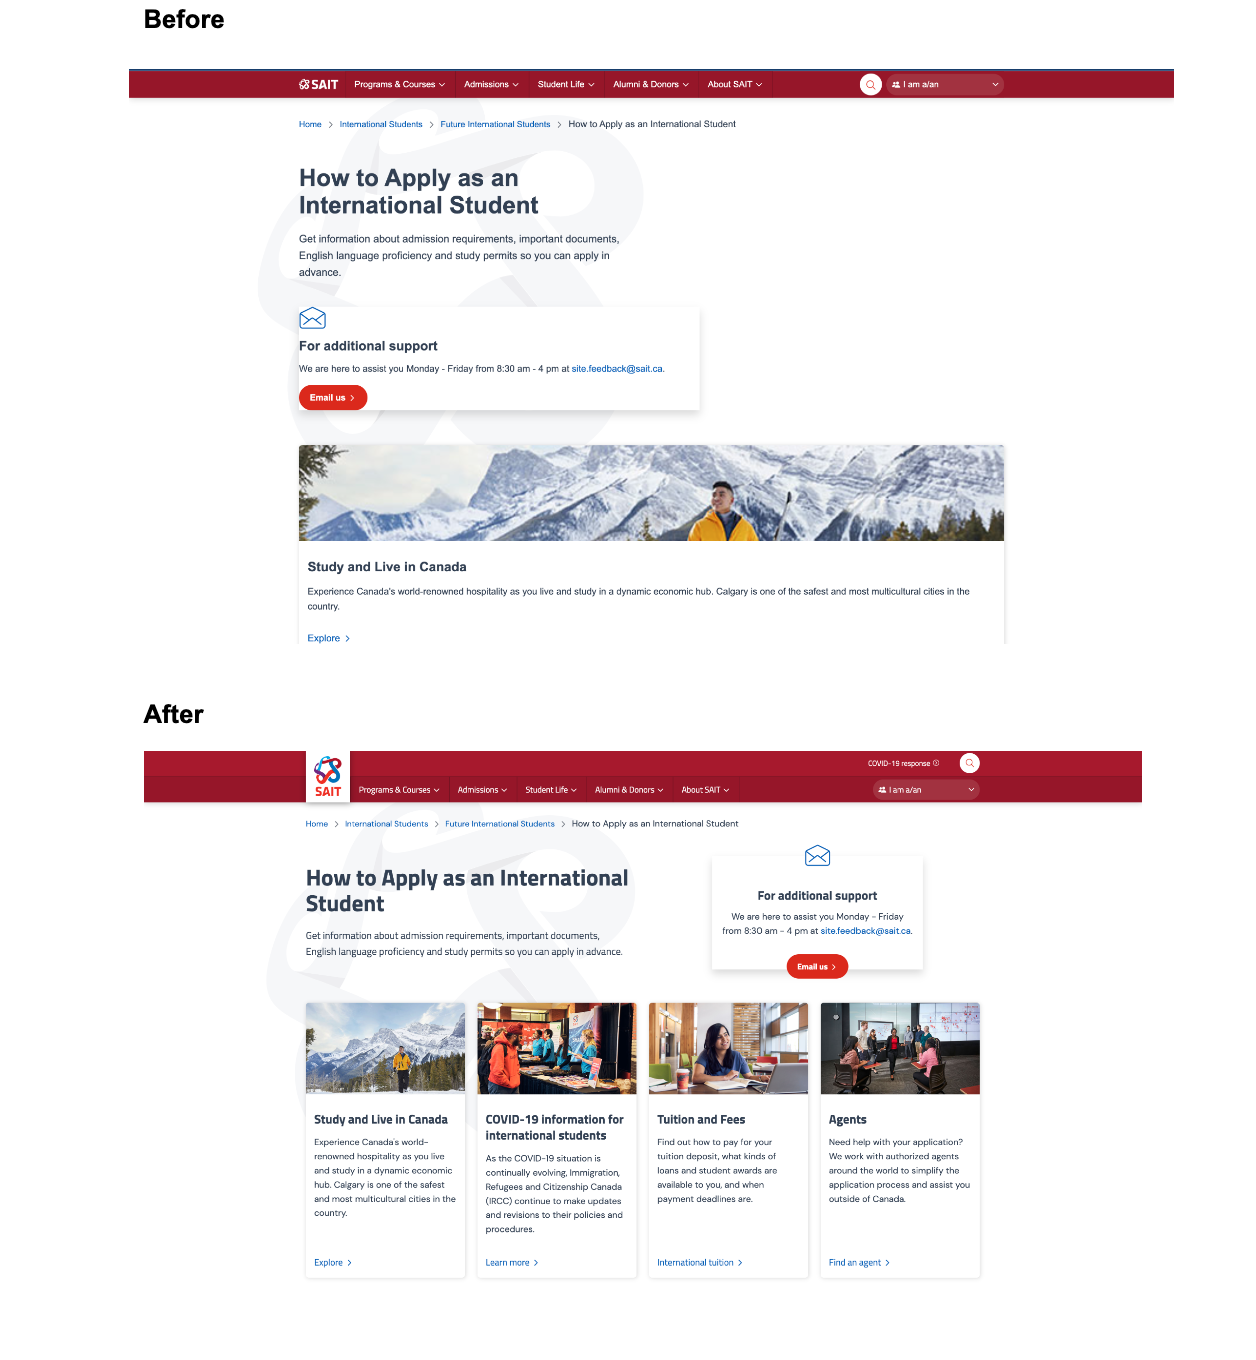 Before
SAIT Programs & Courses Admissions Student Life Alumni & Donors About SAIT I am a/an
Home > International Students > Future International Students > How to Apply as an International Student
How to Apply as an
International Student
Get information about admission requirements, important documents,
English language proficiency and study permits so you can apply in
advance.
For additional support
We are here to assist you Monday - Friday from 8:30 am - 4 pm at site.feedback@sait.ca.
Email us >
Study and Live in Canada
Experience Canada's world-renowned hospitality as you live and study in a dynamic economic hub. Calgary is one of the safest and most multicultural cities in the
country.
Explore >
After
COVID-19 response
SAIT Programs & Courses Admissions Student Life Alumni & Donors About SAIT I am a/an
Home > International Students > Future International Students > How to Apply as an International Student
How to Apply as an International
Student
Get information about admission requirements, important documents,
English language proficiency and study permits so you can apply in advance.
For additional support
We are here to assist you Monday - Friday
from 8:30 am - 4 pm at site.feedback@sait.ca.
Email us >
Study and Live in Canada
Experience Canada's world-
renowned hospitality as you live
and study in a dynamic economic
hub. Calgary is one of the safest
and most multicultural cities in the
country.
Explore >
COVID-19 information for
international students
As the COVID-19 situation is
continually evolving, Immigration,
Refugees and Citizenship Canada
(IRCC) continue to make updates
and revisions to their policies and
procedures.
Learn more >
Tuition and Fees
Find out how to pay for your
tuition deposit, what kinds of
loans and student awards are
available to you, and when
payment deadlines are.
International tuition >
Agents
Need help with your application?
We work with authorized agents
around the world to simplify the
application process and assist you
outside of Canada.
Find an agent >